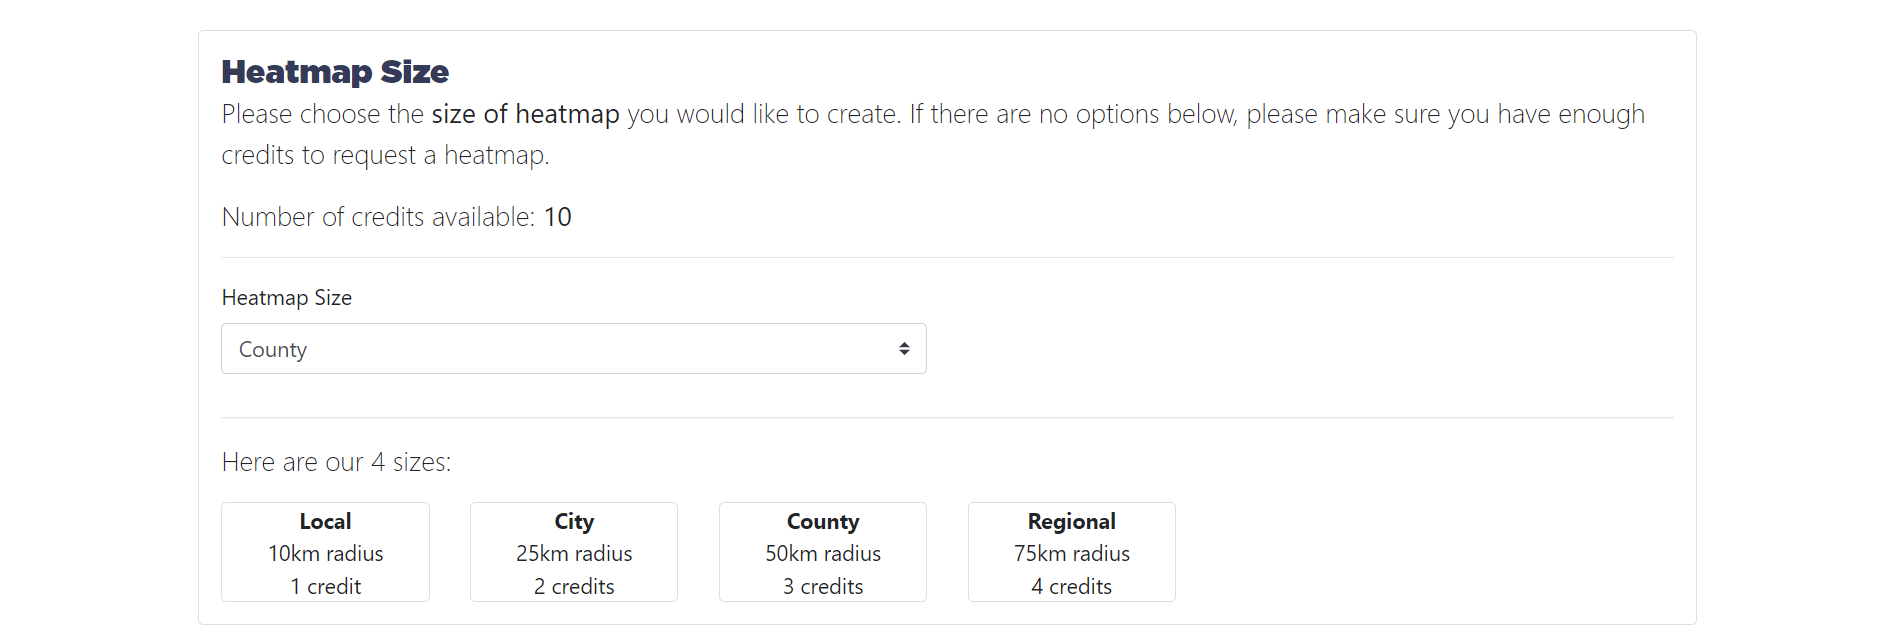 Heatmap Size
Please choose the size of heatmap you would like to create. If there are no options below, please make sure you have enough
credits to request a heatmap.
Number of credits available: 10
Heatmap Size
County
Here are our 4 sizes:
Local
10km radius
1 credit
City
25km radius
2 credits
County
50km radius
3 credits
Regional
75km radius
4 credits